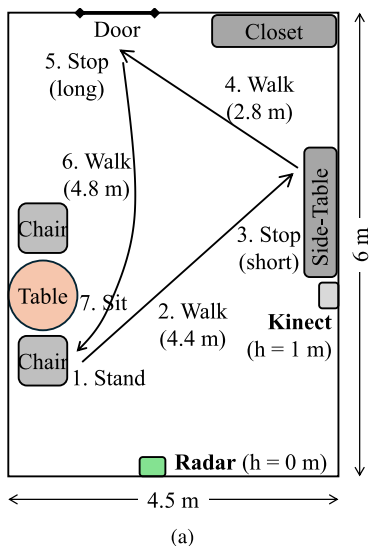 Door
Closet
5. Stop
(long)
4. Walk
(2.8 m)
6. Walk
(4.8 m)
Chair
Side-Table
3. Stop
(short)
6 m
Table
7. Sit
2. Walk
(4.4 m)
Kinect
(h = 1 m)
Chair
1. Stand
Radar (h = 0 m)
4.5 m
(a)